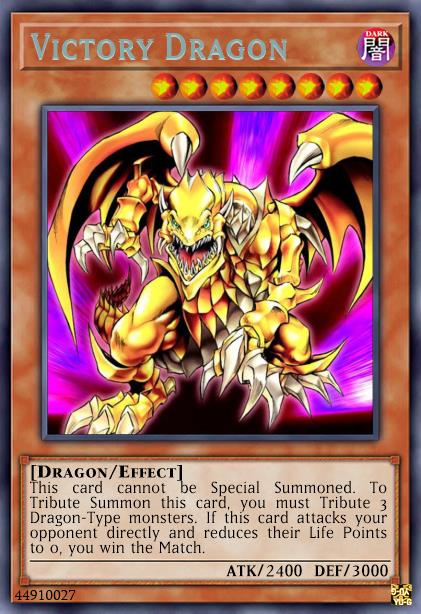 VICTORY DRAGON
DARK
闇
[DRAGON/EFFECT]
This card cannot be Special Summoned. To
Tribute Summon this card, you must Tribute 3
Dragon-Type monsters. If this card attacks your
opponent directly and reduces their Life Points
to 0, you win the Match.
ATK/2400 DEF/3000
44910027